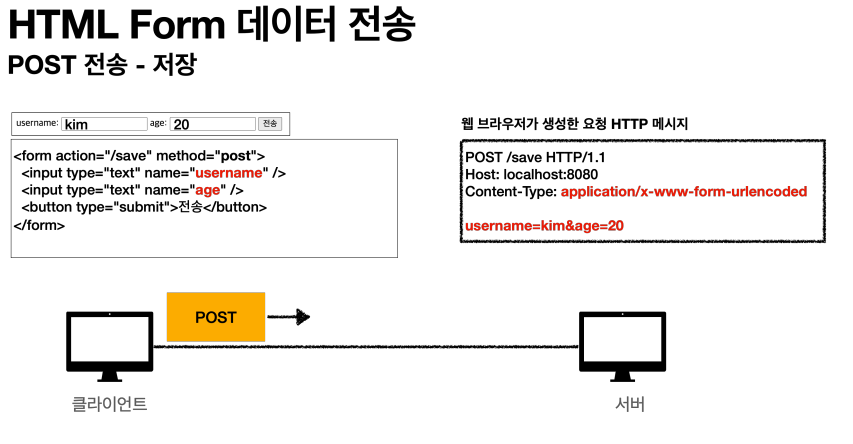 HTML Form 데이터 전송
POST 전송 - 저장
username: kim age: 20 전송
<form action="/save" method="post">
<input type="text" name="username" />
<input type="text" name="age" />
<button type="submit">전송</button>
</form>
웹 브라우저가 생성한 요청 HTTP 메시지
POST /save HTTP/1.1
Host: localhost:8080
Content-Type: application/x-www-form-urlencoded
username=kim&age=20
POST
클라이언트
서버